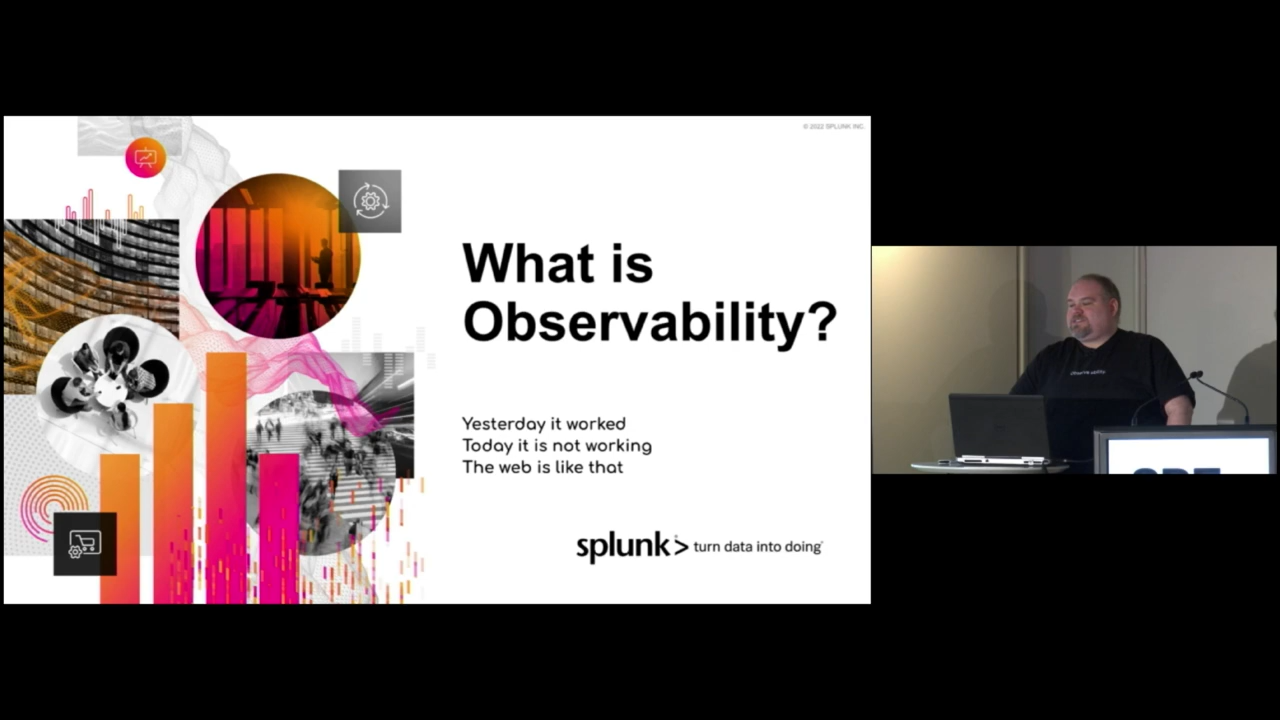 © 2022 SPLUNK INC.
What is
Observability?
Yesterday it worked
Today it is not working
The web is like that
splunk> turn data into doing